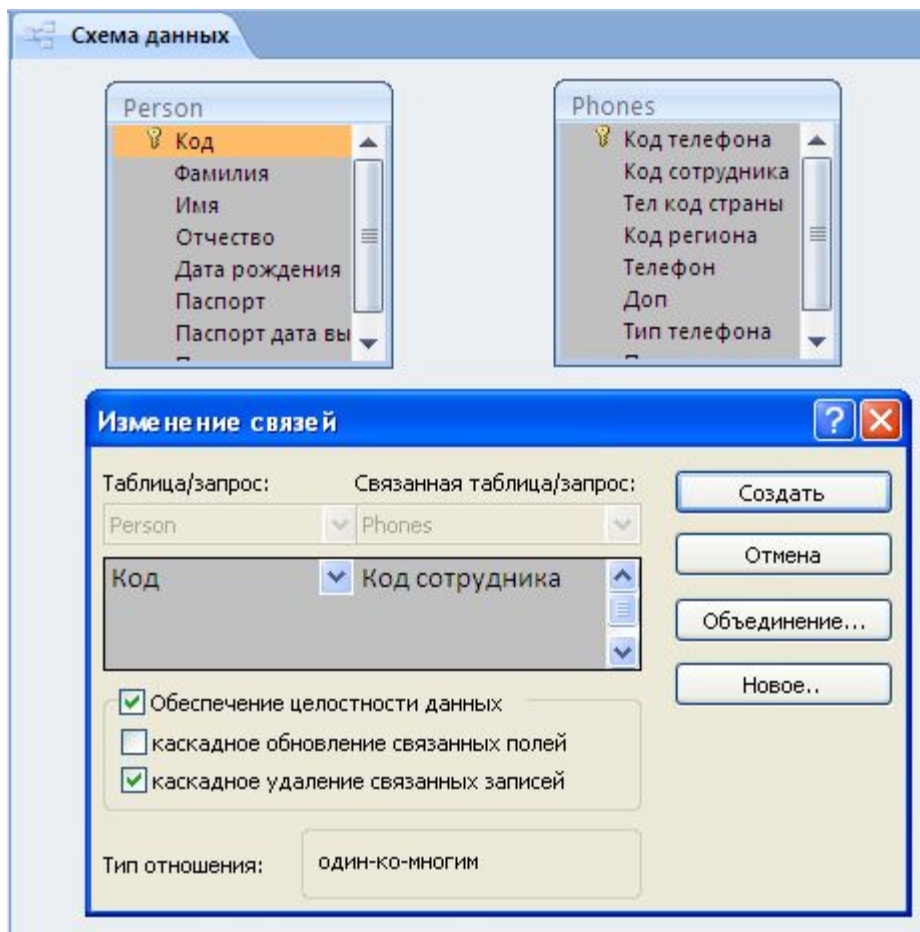 Схема данных
Person
Код
Фамилия
Имя
Отчество
Дата рождения
Паспорт
Паспорт дата вы
Phones
Код телефона
Код сотрудника
Тел код страны
Код региона
Телефон
Доп
Тип телефона
Изменение связей
Таблица/запрос: Связанная таблица/запрос:
Person Phones
Код Код сотрудника
Обеспечение целостности данных
каскадное обновление связанных полей
каскадное удаление связанных записей
Тип отношения: один-ко-многим
Создать
Отмена
Объединение...
Новое..